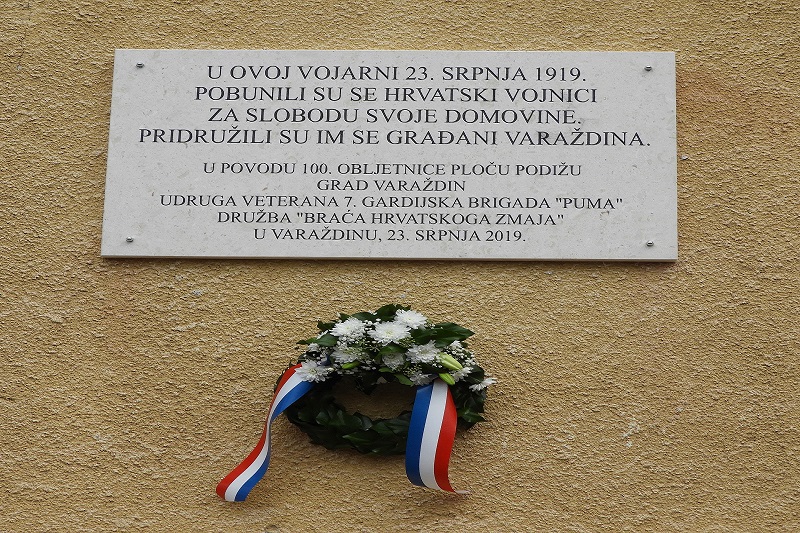 U OVOJ VOJARNI 23. SRPNJA 1919.
POBUNILI SU SE HRVATSKI VOJNICI
ZA SLOBODU SVOJE DOMOVINE.
PRIDRUŽILI SU IM SE GRAĐANI VARAŽDINA.
U POVODU 100. OBLJETNICE PLOČU PODIŽU
GRAD VARAŽDIN
UDRUGA VETERANA 7. GARDIJSKA BRIGADA "PUMA"
DRUŽBA "BRAĆA HRVATSKOGA ZMAJA"
U VARAŽDINU, 23. SRPNJA 2019.